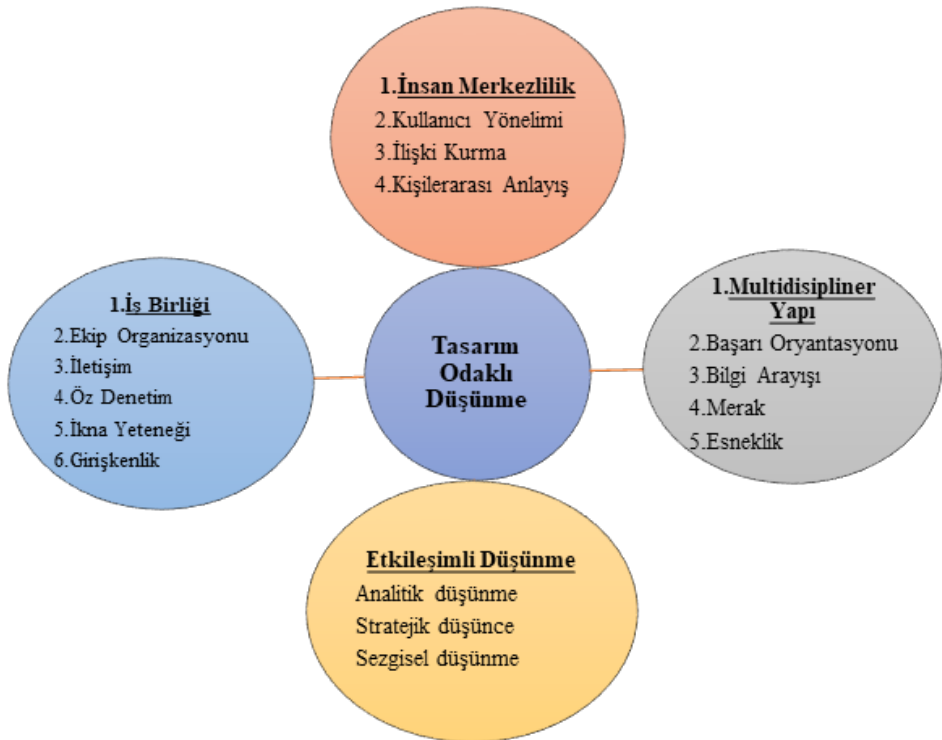 1.İnsan Merkezlilik
2.Kullanıcı Yönelimi
3.İlişki Kurma
4.Kişilerarası Anlayış
1.İş Birliği
2.Ekip Organizasyonu
3.İletişim
4.Öz Denetim
5.İkna Yeteneği
6.Girişkenlik
Tasarım
Odaklı
Düşünme
1.Multidisipliner
Yapı
2.Başarı Oryantasyonu
3.Bilgi Arayışı
4.Merak
5.Esneklik
Etkileşimli Düşünme
Analitik düşünme
Stratejik düşünce
Sezgisel düşünme